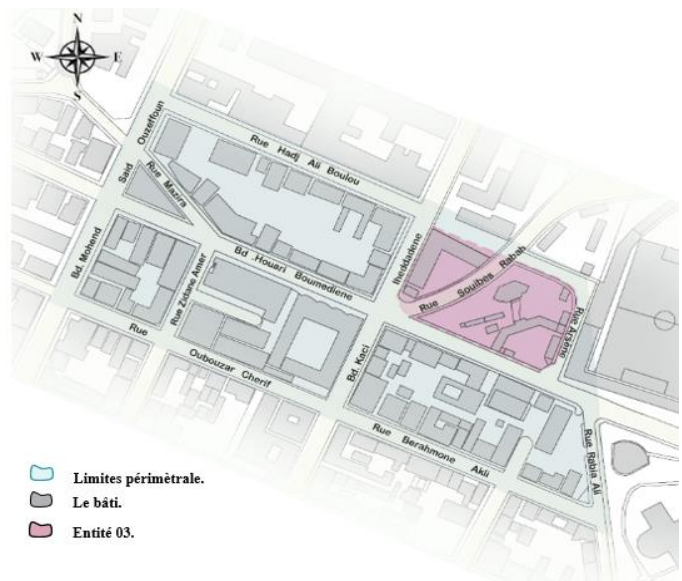 N
W E
S
Rue Hadj Ali Boulou
Bd. Mohend Said Ouzeffoun
Rue Mazira
Iheddadene
Bd .Houari Boumediene
Rue Souibes Rabah
Rue Zidane Amer
Rue Arsène
Rue Oubouzar Cherif
Bd. Kaci
Rue Berahmone Akli
Rue Rabia Ali
Limites périmètrale.
Le bâti.
Entité 03.